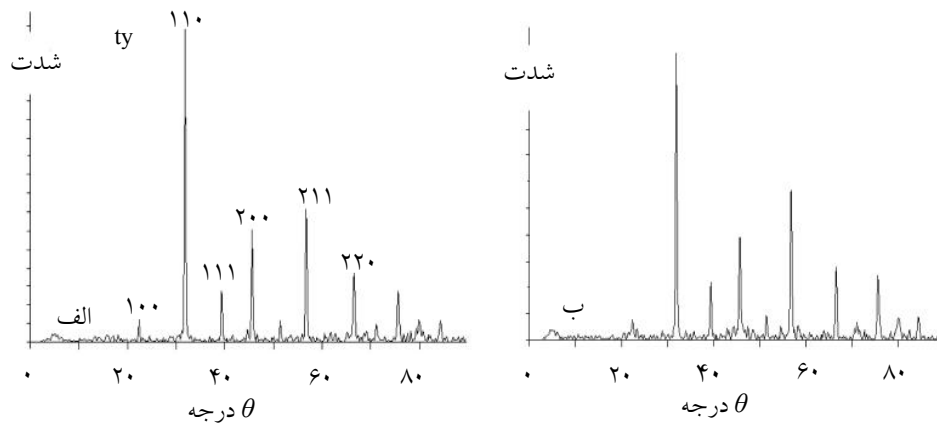 ۱۱۰
ty
شدت
۲۱۱
۲۰۰
۱۱۱
۲۲۰
۱۰۰
الف
۰ ۲۰ ۴۰ ۶۰ ۸۰
θ درجه
شدت
ب
۰ ۲۰ ۴۰ ۶۰ ۸۰
θ درجه